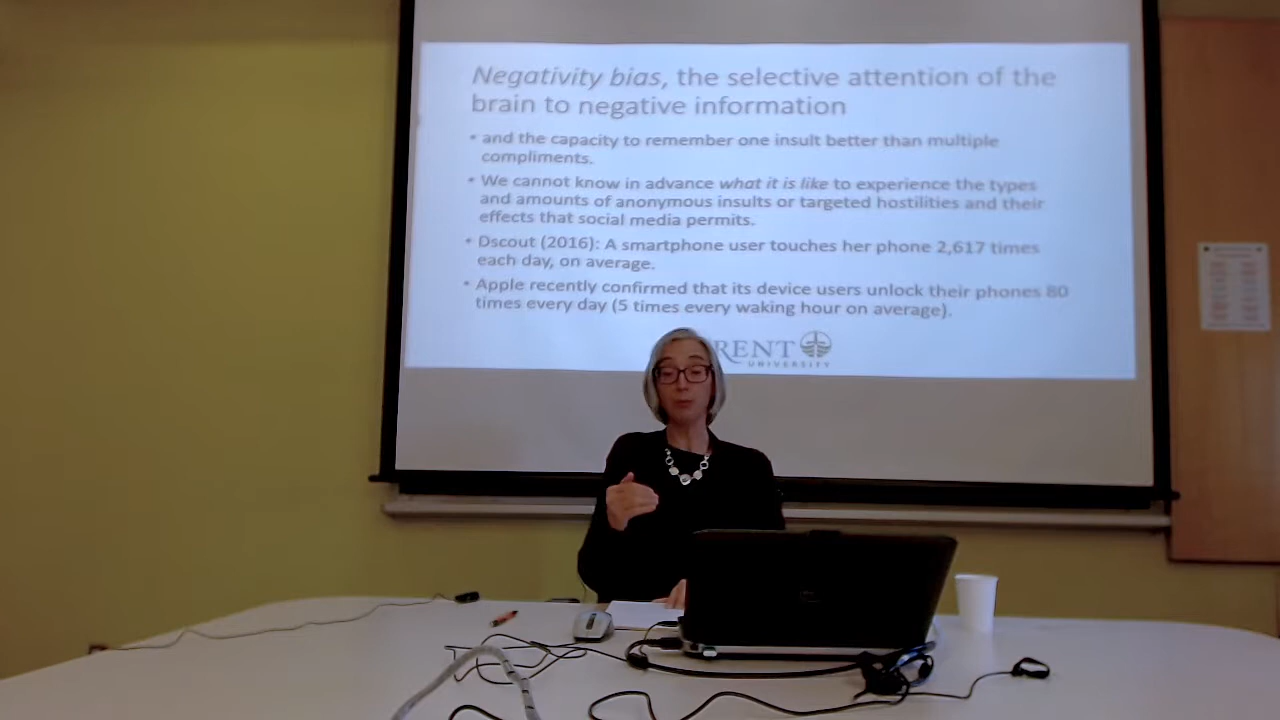 Negativity bias, the selective attention of the
brain to negative information
• and the capacity to remember one insult better than multiple
compliments.
• We cannot know in advance what it is like to experience the types
and amounts of anonymous insults or targeted hostilities and their
effects that social media permits.
• Dscout (2016): A smartphone user touches her phone 2,617 times
each day, on average.
• Apple recently confirmed that its device users unlock their phones 80
times every day (5 times every waking hour on average).
RENT
UNIVERSITY